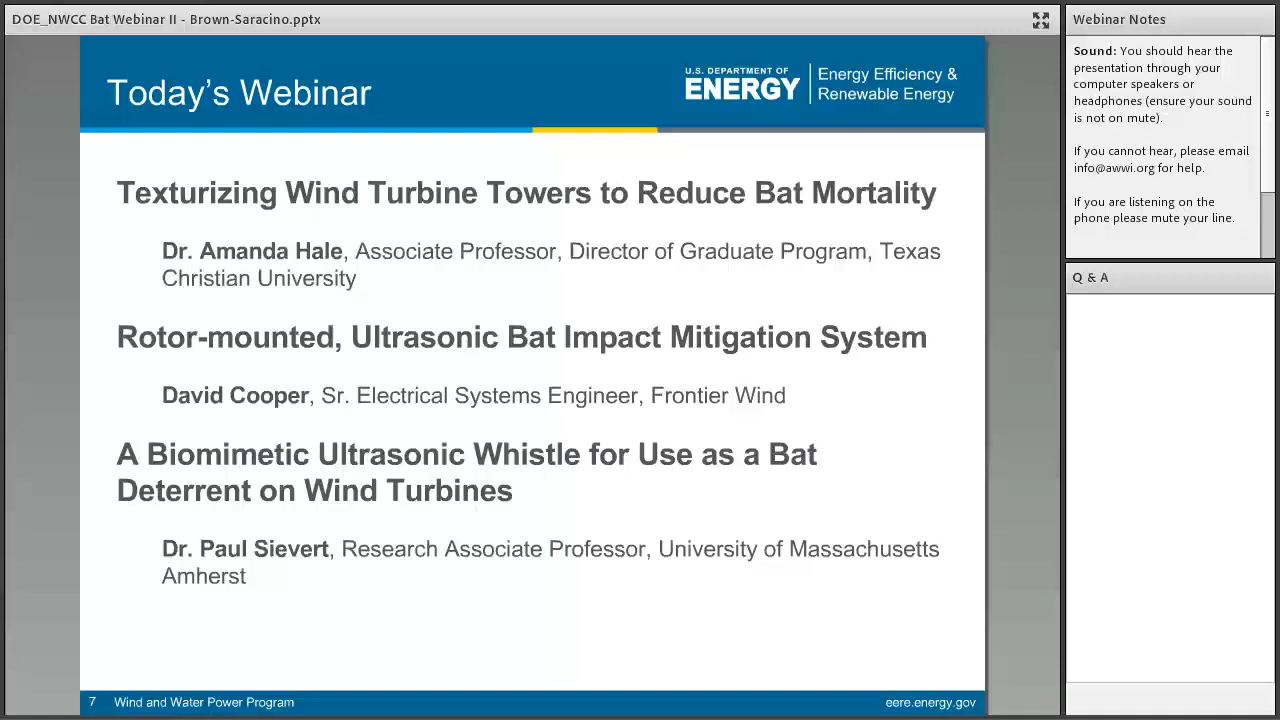 DOE_NWCC Bat Webinar II - Brown-Saracino.pptx
Today's Webinar
U.S. DEPARTMENT OF
ENERGY
Energy Efficiency &
Renewable Energy
Texturizing Wind Turbine Towers to Reduce Bat Mortality
Dr. Amanda Hale, Associate Professor, Director of Graduate Program, Texas
Christian University
Rotor-mounted, Ultrasonic Bat Impact Mitigation System
David Cooper, Sr. Electrical Systems Engineer, Frontier Wind
A Biomimetic Ultrasonic Whistle for Use as a Bat
Deterrent on Wind Turbines
Dr. Paul Sievert, Research Associate Professor, University of Massachusetts
Amherst
7 Wind and Water Power Program
eere.energy.gov
Webinar Notes
Sound: You should hear the
presentation through your
computer speakers or
headphones (ensure your sound
is not on mute).
If you cannot hear, please email
info@awwi.org for help.
If you are listening on the
phone please mute your line.
Q & A